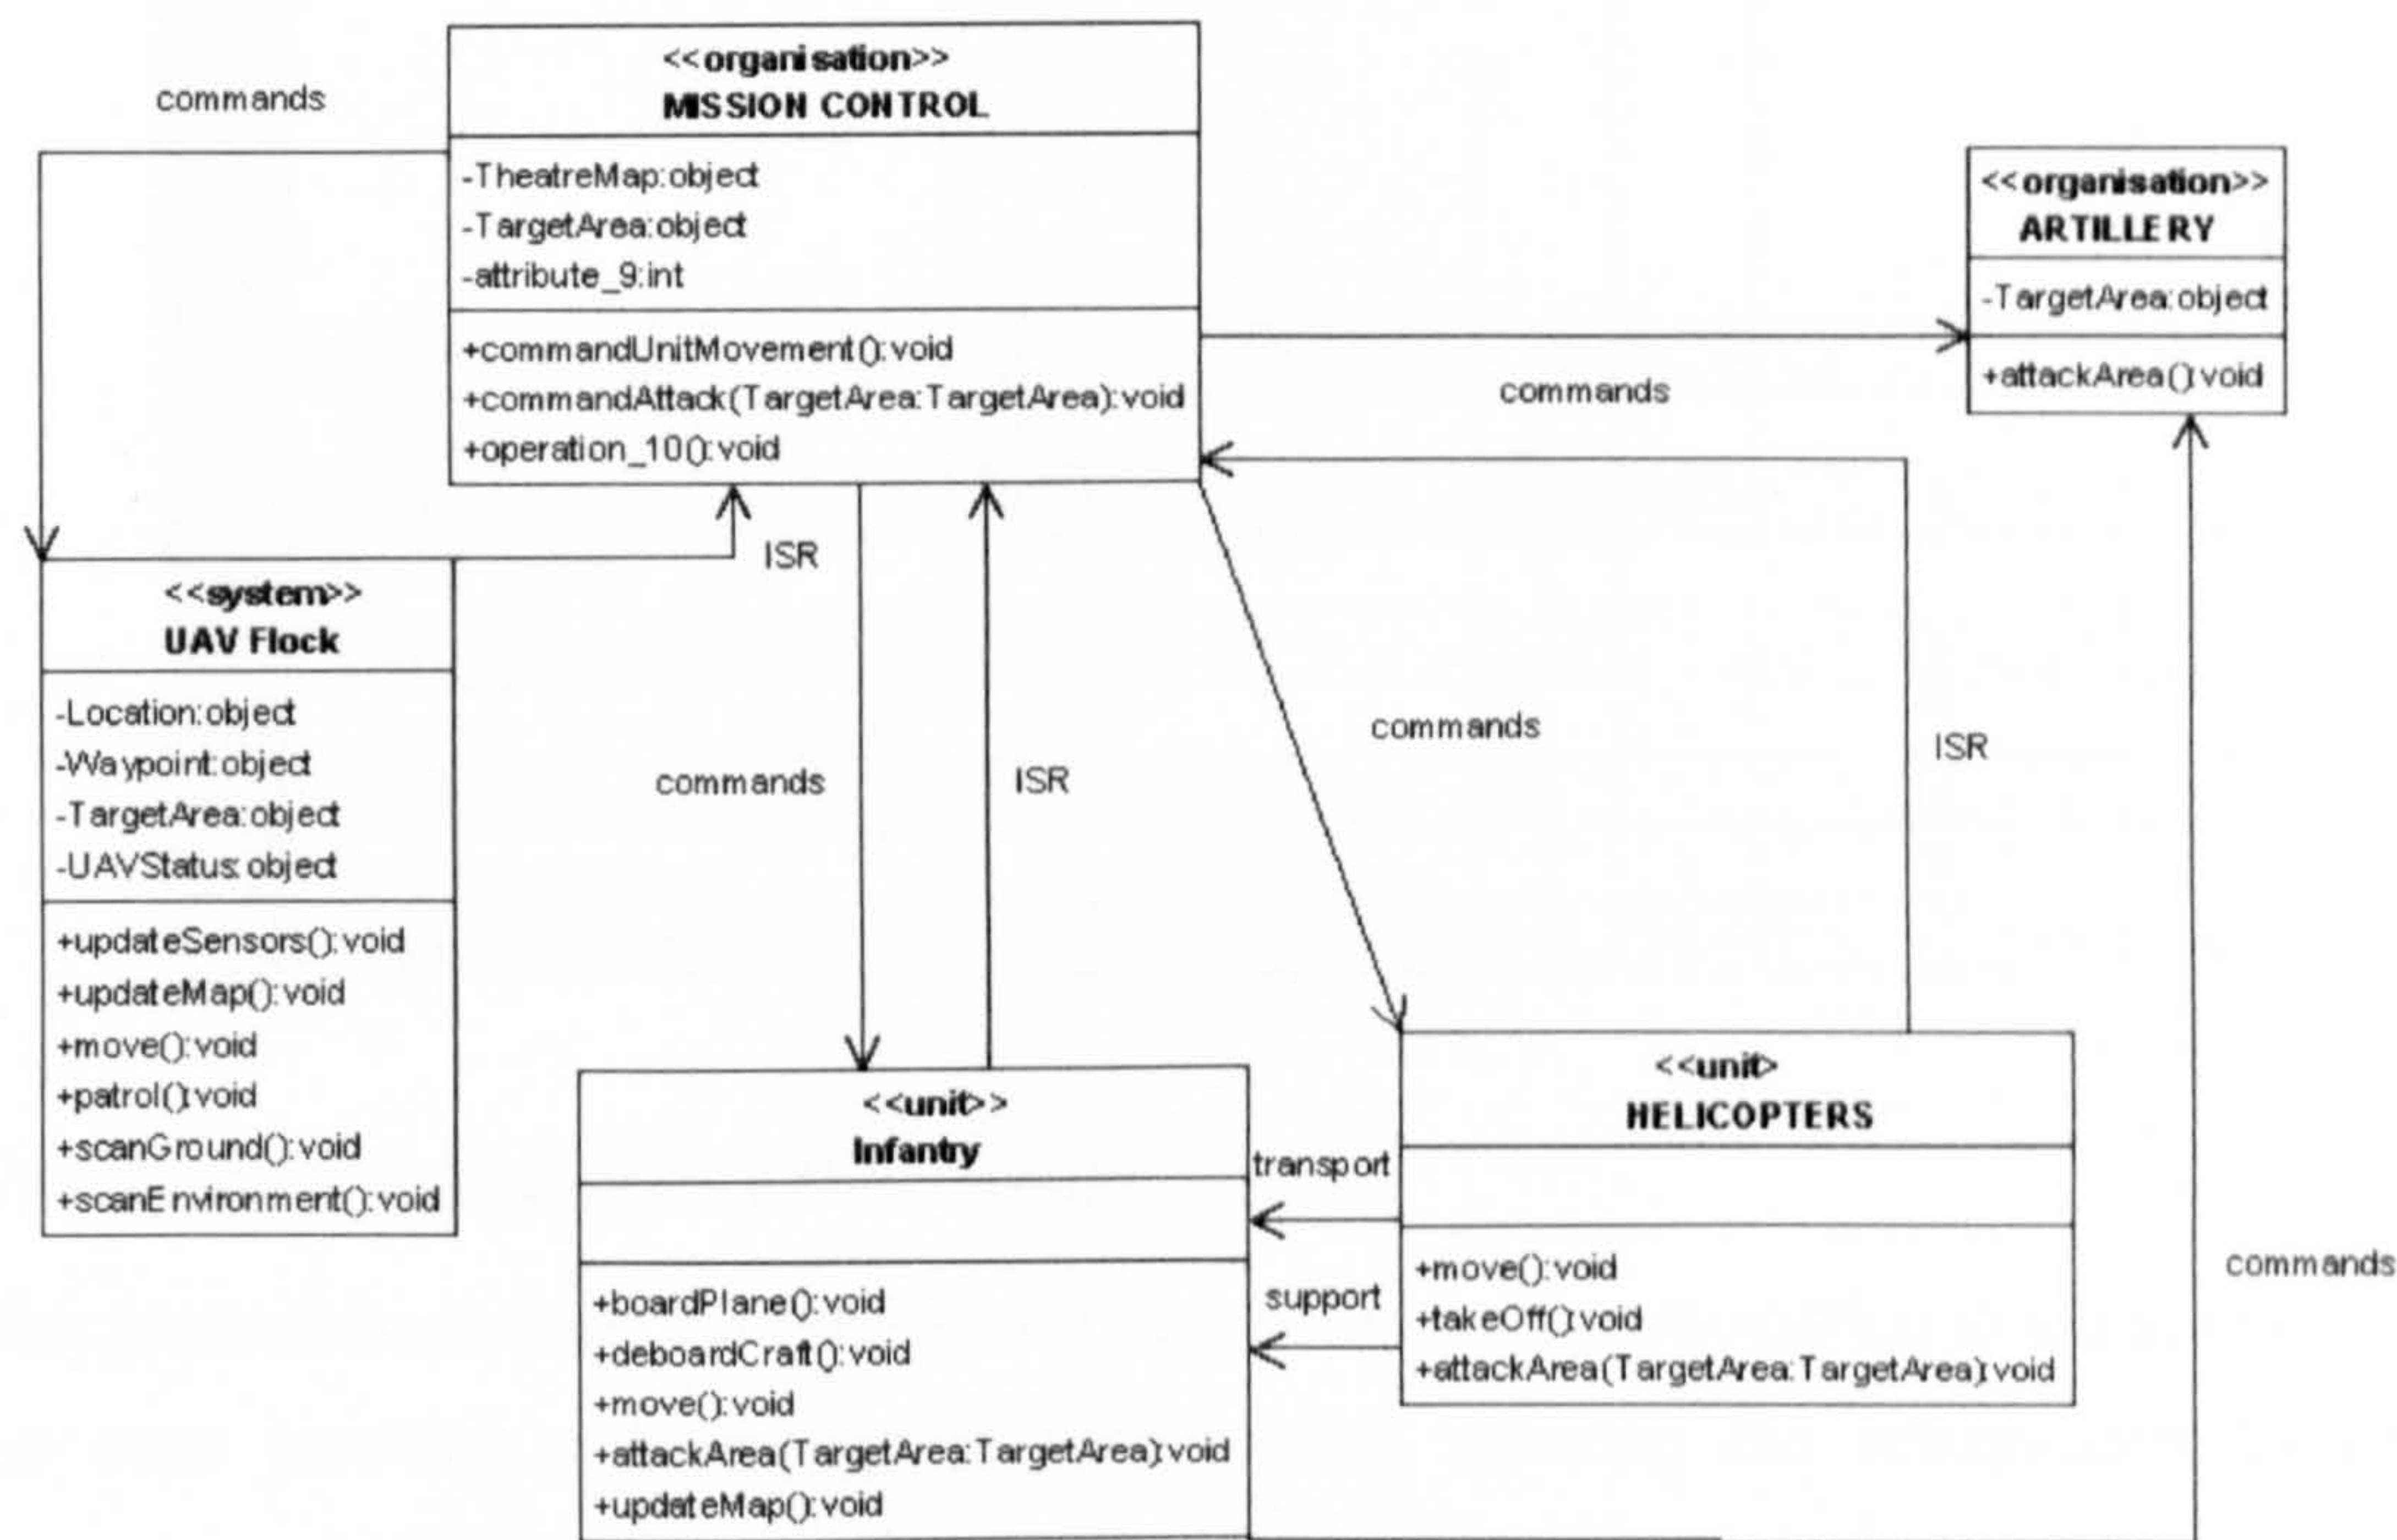 commands
<<organisation>>
MISSION CONTROL
-TheatreMap:object
-TargetArea:object
-attribute_9:int
+commandUnitMovement():void
+commandAttack(TargetArea:TargetArea):void
+operation_10():void
<<organisation>>
ARTILLERY
-TargetArea:object
+attackArea():void
commands
ISR
<<system>>
UAV Flock
-Location:object
-Waypoint:object
-TargetArea:object
-UAVStatus:object
+updateSensors():void
+updateMap():void
+move():void
+patrol():void
+scanGround():void
+scanEnvironment():void
commands
ISR
commands
ISR
<<unit>>
Infantry
+boardPlane():void
+deboardCraft():void
+move():void
+attackArea(TargetArea:TargetArea):void
+updateMap():void
transport
support
<<unit>
HELICOPTERS
+move():void
+takeOff():void
+attackArea(TargetArea:TargetArea):void
commands